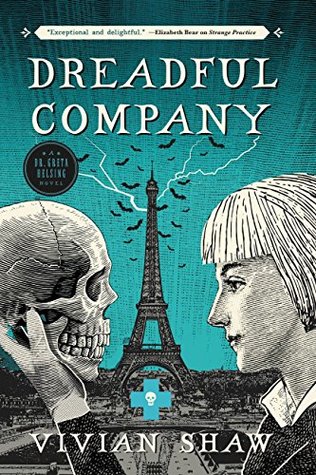 "Exceptional and delightful." —Elizabeth Bear on Strange Practice
DREADFUL
COMPANY
A
DR. GRETA
HELSING
NOVEL
VIVIAN SHAW